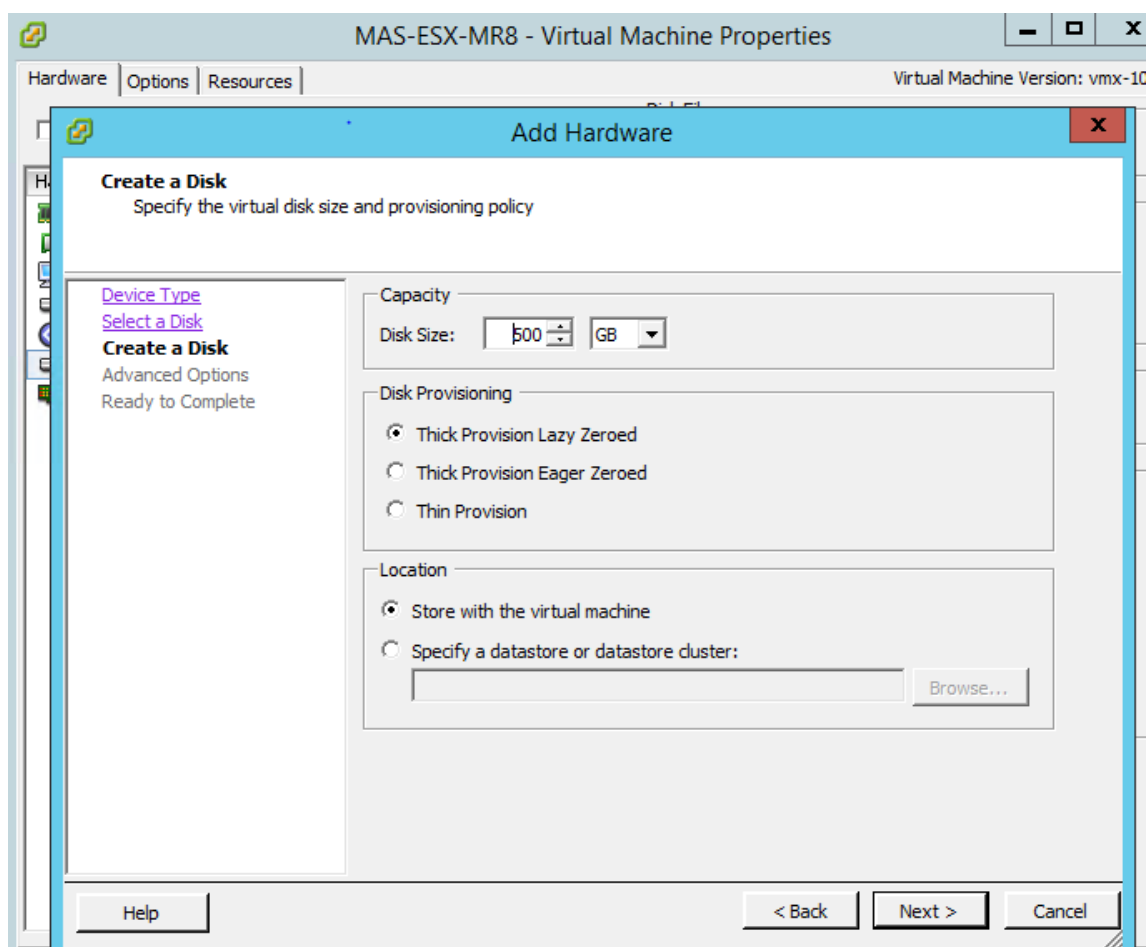 MAS-ESX-MR8 - Virtual Machine Properties
Hardware Options Resources
Virtual Machine Version: vmx-10
Add Hardware
Create a Disk
Specify the virtual disk size and provisioning policy
Device Type
Select a Disk
Create a Disk
Advanced Options
Ready to Complete
Capacity
Disk Size: 500 GB
Disk Provisioning
Thick Provision Lazy Zeroed
Thick Provision Eager Zeroed
Thin Provision
Location
Store with the virtual machine
Specify a datastore or datastore cluster:
Browse...
Help
< Back
Next >
Cancel